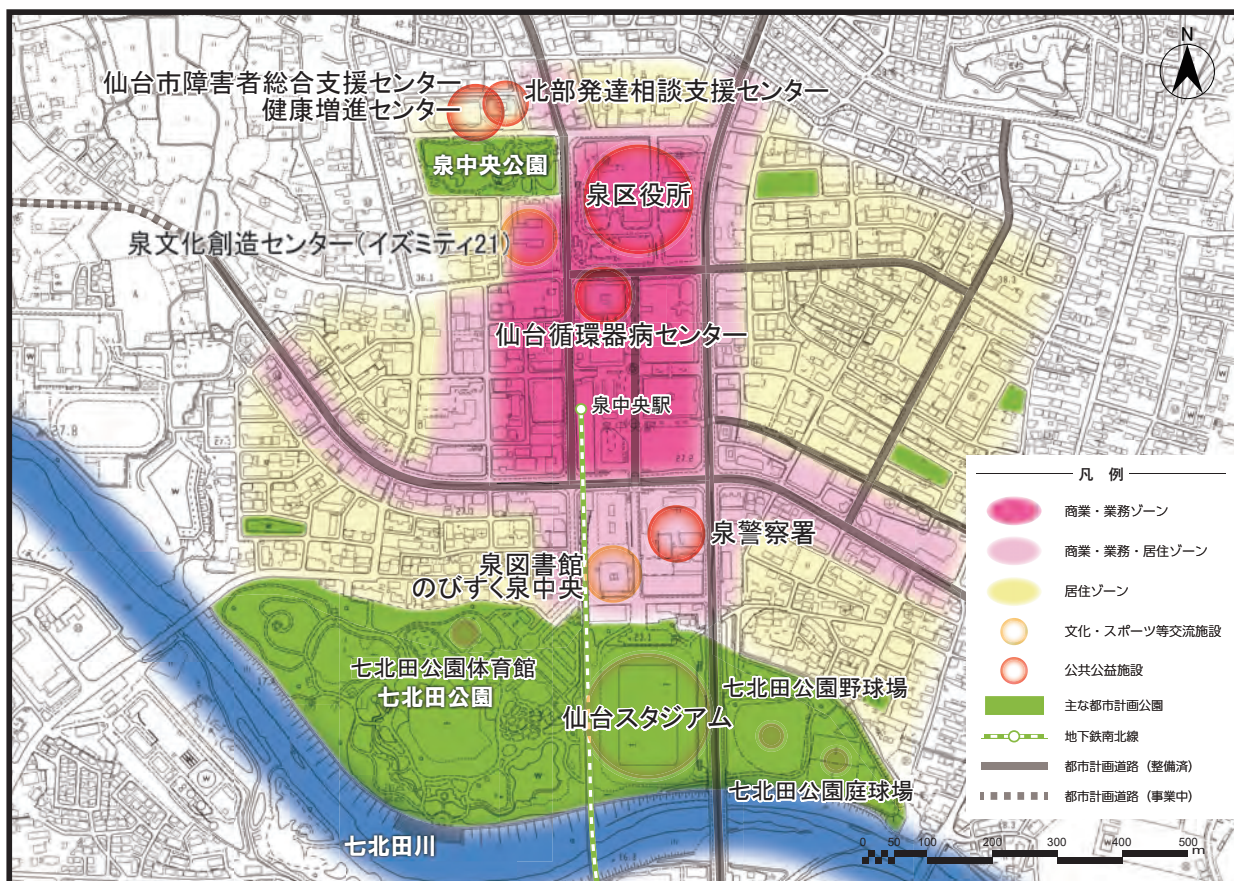 N
仙台市障害者総合支援センター
健康増進センター
北部発達相談支援センター
泉中央公園
泉区役所
泉文化創造センター(イズミティ21)
仙台循環器病センター
泉中央駅
27.8
27.2
36.1
泉警察署
泉図書館
のびすく泉中央
七北田公園体育館
七北田公園
七北田公園野球場
仙台スタジアム
七北田公園庭球場
七北田川
凡 例
商業・業務ゾーン
商業・業務・居住ゾーン
居住ゾーン
文化・スポーツ等交流施設
公共公益施設
主な都市計画公園
地下鉄南北線
都市計画道路（整備済）
都市計画道路（事業中）
0 50 100 200 300 400 500
m